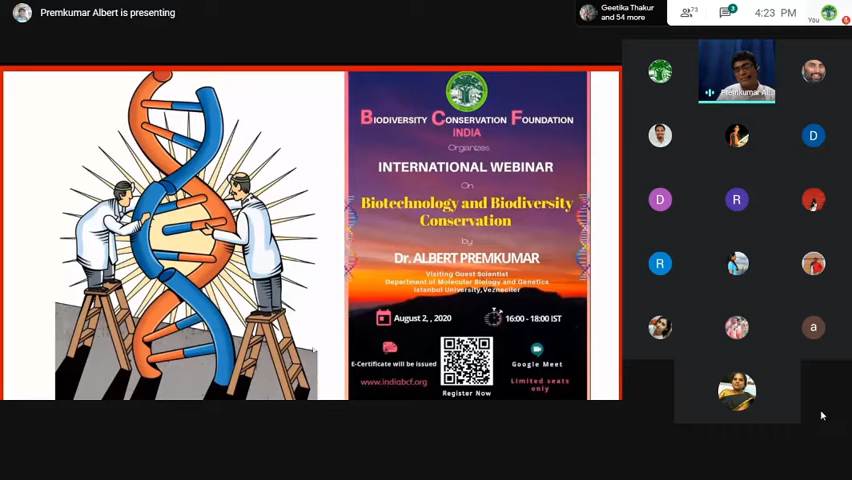 Premkumar Albert is presenting
Geetika Thakur
and 54 more
73
3
4:23 PM
You
BIODIVERSITY CONSERVATION FOUNDATION
INDIA
Organizes
INTERNATIONAL WEBINAR
On
Biotechnology and Biodiversity
Conservation
by
Dr. ALBERT PREMKUMAR
Visiting Guest Scientist
Department of Molecular Biology and Genetics
Istanbul University, Vezneciler
August 2, , 2020
16:00 - 18:00 IST
E-Certificate will be issued
Google Meet
www.indiabcf.org
Limited seats
only
Register Now
Premkumar Al...
D
D
R
R
a